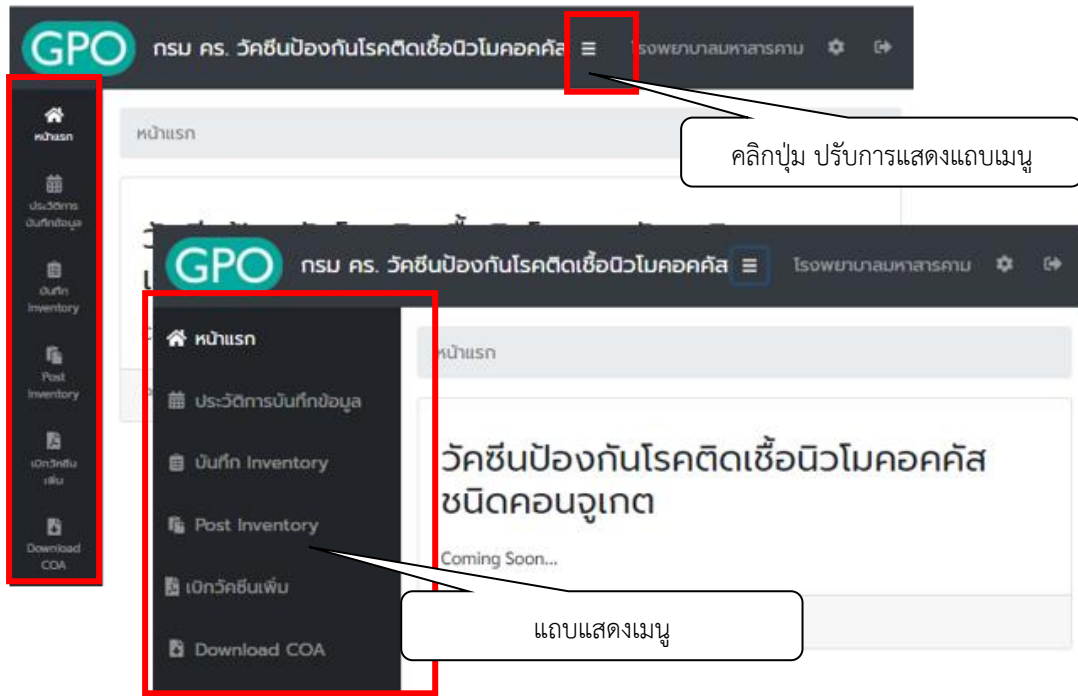 GPO
กรม คร. วัคซีนป้องกันโรคติดเชื้อนิวโมคอคคัส
โรงพยาบาลมหาสารคาม
หน้าแรก
ประวัติการ
บันทึกข้อมูล
บันทึก
Inventory
Post
Inventory
เบิกวัคซีน
เพิ่ม
Download
COA
หน้าแรก
คลิกปุ่ม ปรับการแสดงแถบเมนู
GPO
กรม คร. วัคซีนป้องกันโรคติดเชื้อนิวโมคอคคัส
โรงพยาบาลมหาสารคาม
หน้าแรก
ประวัติการบันทึกข้อมูล
บันทึก Inventory
Post Inventory
เบิกวัคซีนเพิ่ม
Download COA
หน้าแรก
วัคซีนป้องกันโรคติดเชื้อนิวโมคอคคัส
ชนิดคอนจูเกต
Coming Soon...
แถบแสดงเมนู